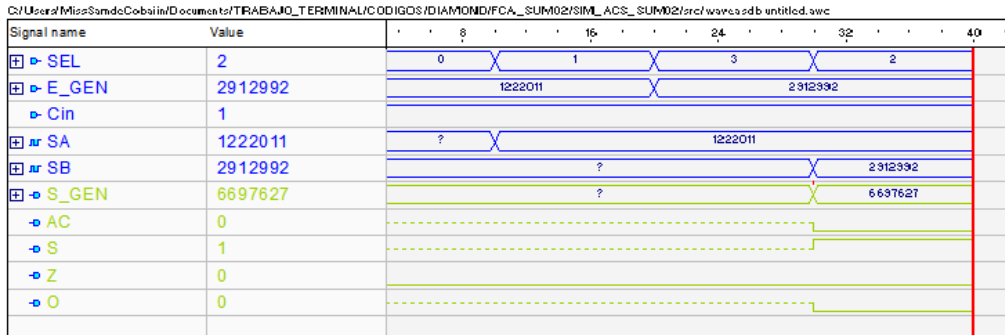 C:/Users/MissSamdeCobaiin/Documents/TRABAJO_TERMINAL/CODIGOS/DIAMOND/FCA_SUM02/SIM_ACS_SUM02/src/wave.asdb untitled.awc
Signal name Value 8 16 24 32 40
SEL 2 0 1 3 2
E_GEN 2912992 1222011 2912992
Cin 1
SA 1222011 ? 1222011
SB 2912992 ? 2912992
S_GEN 6697627 ? 6697627
AC 0
S 1
Z 0
O 0